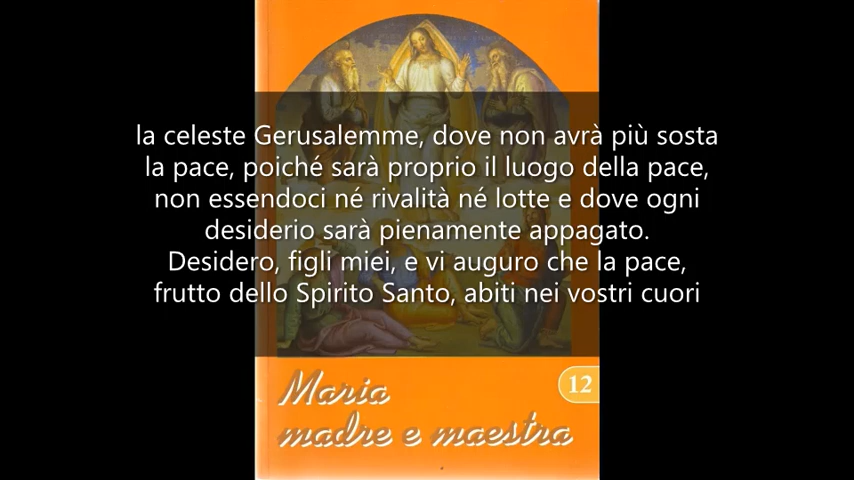 la celeste Gerusalemme, dove non avrà più sosta
la pace, poiché sarà proprio il luogo della pace,
non essendoci né rivalità né lotte e dove ogni
desiderio sarà pienamente appagato.
Desidero, figli miei, e vi auguro che la pace,
frutto dello Spirito Santo, abiti nei vostri cuori
Maria
12
madre e maestra